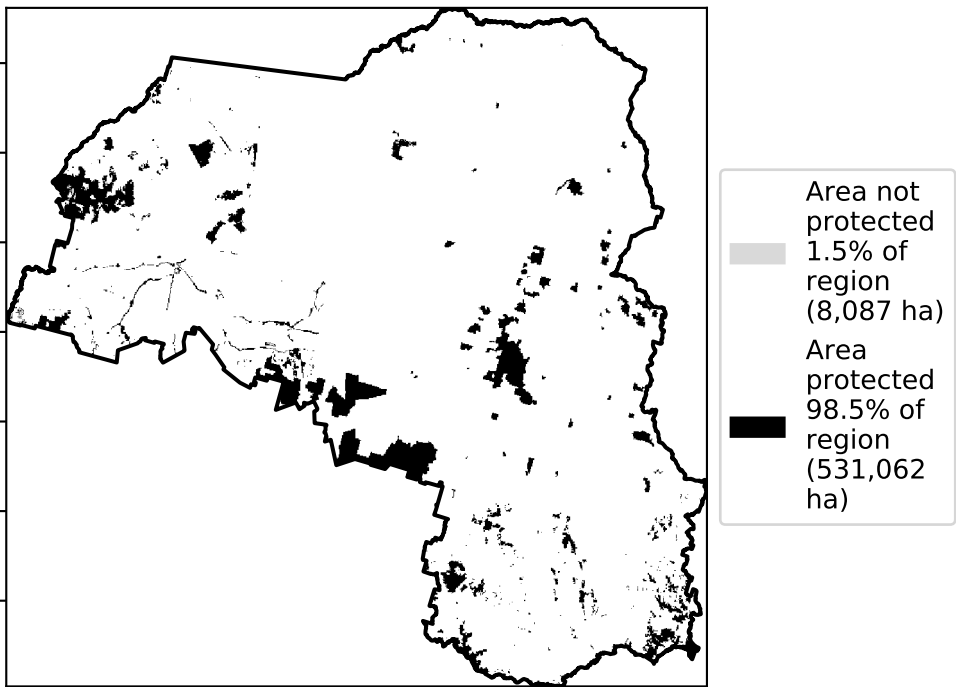 Area not
protected
1.5% of
region
(8,087 ha)
Area
protected
98.5% of
region
(531,062
ha)